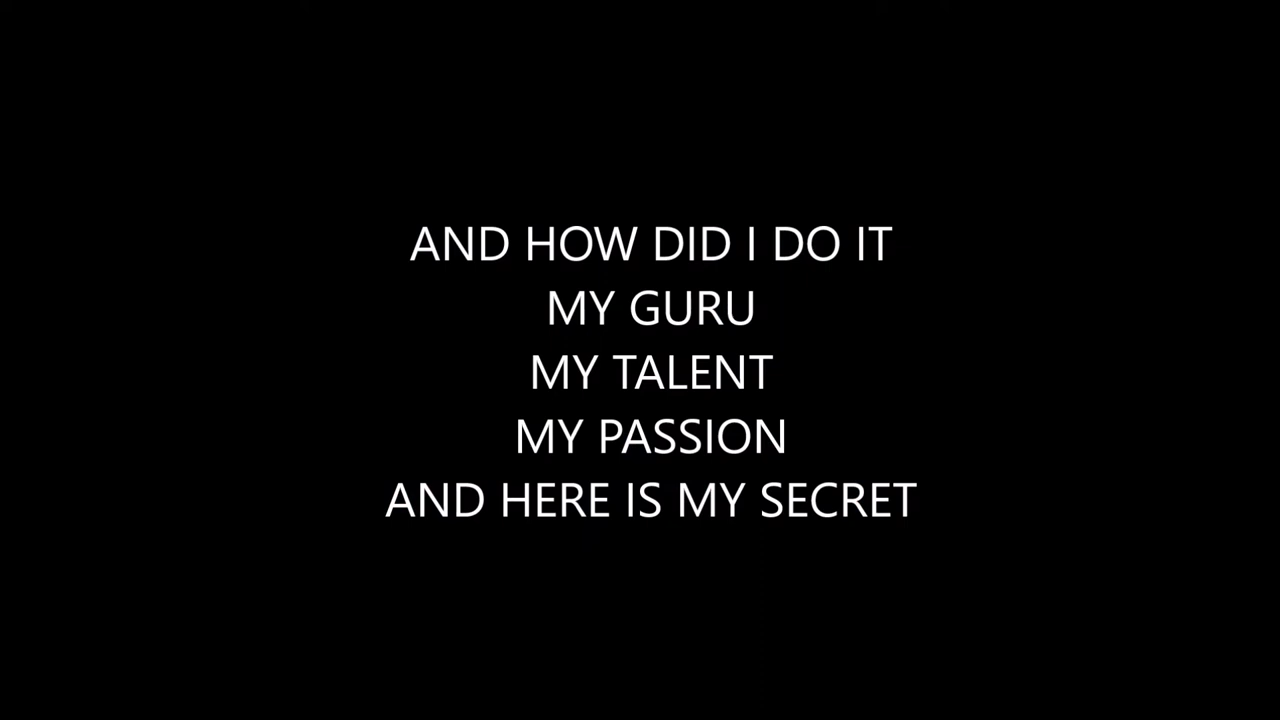 AND HOW DID I DO IT
MY GURU
MY TALENT
MY PASSION
AND HERE IS MY SECRET